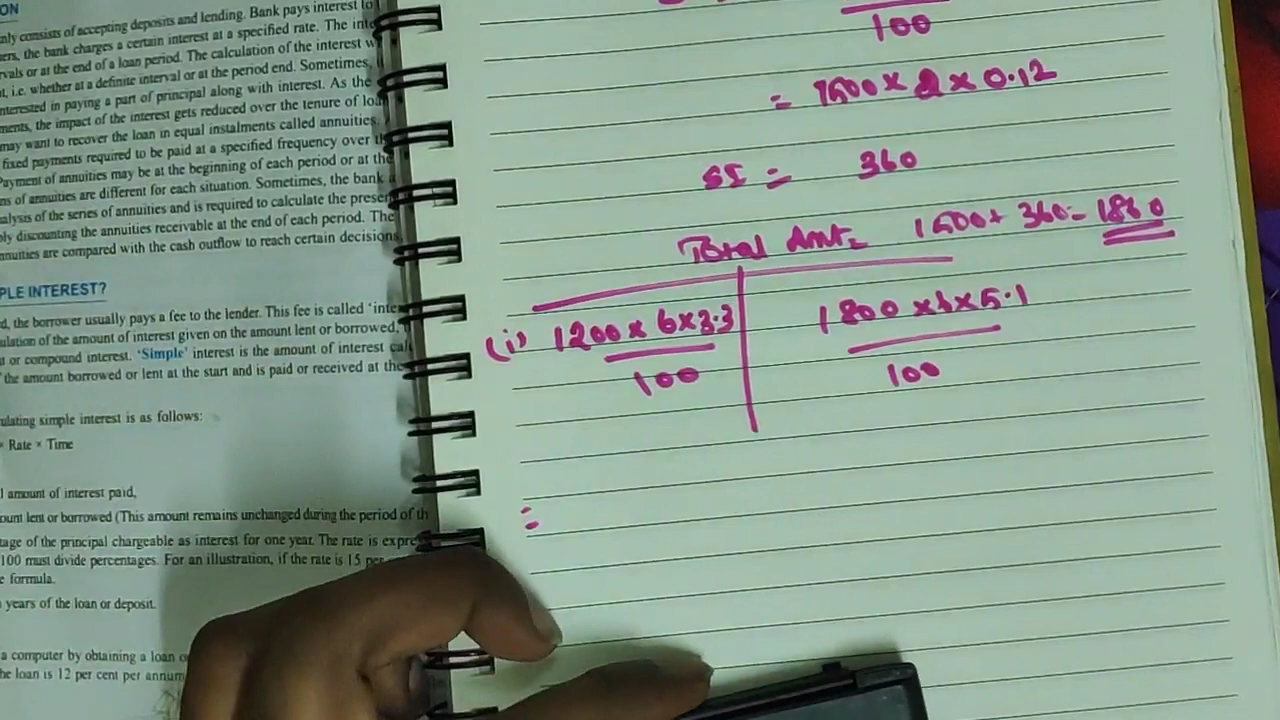 ON
nly consists of accepting deposits and lending. Bank pays interest to
ers, the bank charges a certain interest at a specified rate. The inte
rvals or at the end of a loan period. The calculation of the interest w
t, i.e. whether at a definite interval or at the period end. Sometimes,
nterested in paying a part of principal along with interest. As the
ments, the impact of the interest gets reduced over the tenure of loa
may want to recover the loan in equal instalments called annuities.
fixed payments required to be paid at a specified frequency over t
Payment of annuities may be at the beginning of each period or at the
ns of annuities are different for each situation. Sometimes, the bank a
alysis of the series of annuities and is required to calculate the presen
ly discounting the annuities receivable at the end of each period. The
nnuities are compared with the cash outflow to reach certain decisions
PLE INTEREST?
d, the borrower usually pays a fee to the lender. This fee is called ‘inte
ulation of the amount of interest given on the amount lent or borrowed,
or compound interest. ‘Simple’ interest is the amount of interest cal
the amount borrowed or lent at the start and is paid or received at the
ulating simple interest is as follows:
× Rate × Time
l amount of interest paid,
ount lent or borrowed (This amount remains unchanged during the period of th
tage of the principal chargeable as interest for one year. The rate is expre
100 must divide percentages. For an illustration, if the rate is 15 per
e formula.
years of the loan or deposit.
a computer by obtaining a loan o
he loan is 12 per cent per annum
100
= 1500 × 2 × 0.12
SI = 360
Total Amt = 1500 + 360 = 1860
(i) 1200 × 6 × 3.3
100
1800 × 4 × 5.1
100
=